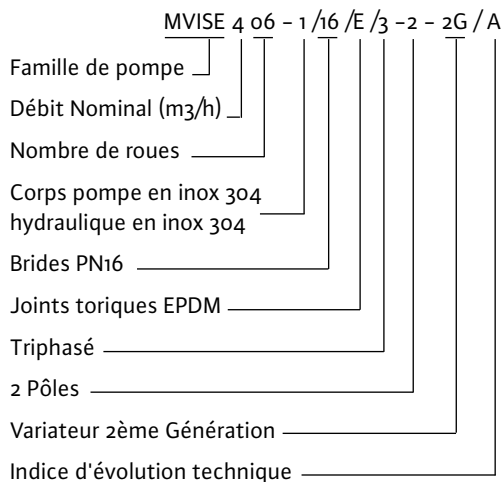 MVISE 4 06 - 1 /16 /E /3 -2 - 2G / A
Famille de pompe
Débit Nominal (m3/h)
Nombre de roues
Corps pompe en inox 304
hydraulique en inox 304
Brides PN16
Joints toriques EPDM
Triphasé
2 Pôles
Variateur 2ème Génération
Indice d'évolution technique